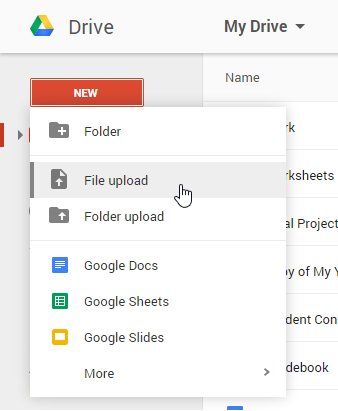 Drive
My Drive
NEW
Name
Folder
File upload
Folder upload
Google Docs
Google Sheets
Google Slides
More
rk
rksheets
al Project
y of My Y
dent Con
debook